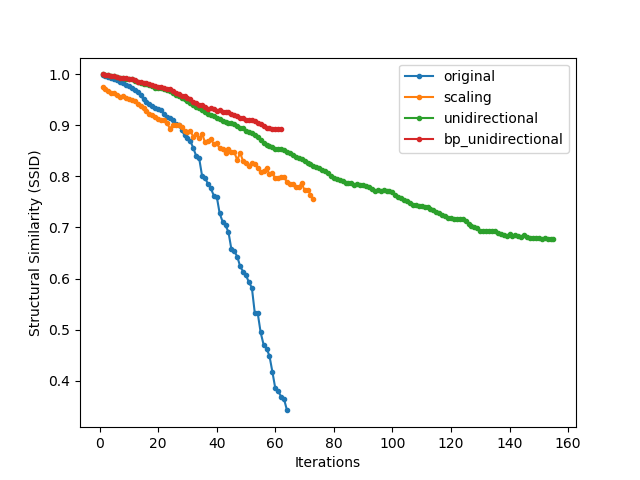 original
scaling
unidirectional
bp_unidirectional
Structural Similarity (SSID)
1.0
0.9
0.8
0.7
0.6
0.5
0.4
0 20 40 60 80 100 120 140 160
Iterations